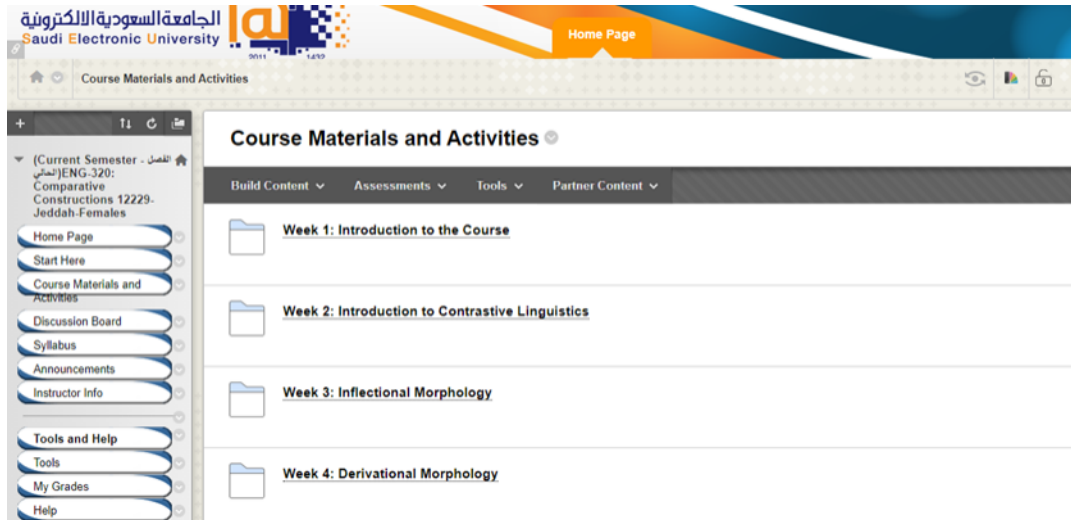 الجامعة السعودية الالكترونية
Saudi Electronic University
2011 1432
Home Page
Course Materials and Activities
Course Materials and Activities
(Current Semester - الفصل
الحالي)ENG-320:
Comparative
Constructions 12229-
Jeddah-Females
Home Page
Start Here
Course Materials and
Activities
Discussion Board
Syllabus
Announcements
Instructor Info
Tools and Help
Tools
My Grades
Help
Build Content
Assessments
Tools
Partner Content
Week 1: Introduction to the Course
Week 2: Introduction to Contrastive Linguistics
Week 3: Inflectional Morphology
Week 4: Derivational Morphology